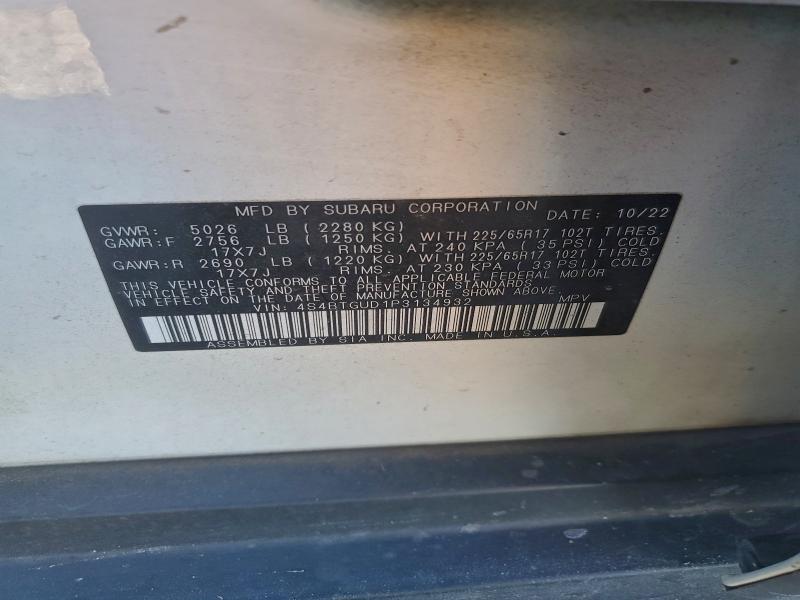 MFD BY SUBARU CORPORATION DATE: 10/22
GVWR: 5026 LB ( 2280 KG)
GAWR:F 2756 LB ( 1250 KG) WITH 225/65R17 102T TIRES.
17X7J RIMS. AT 240 KPA ( 35 PSI) COLD
GAWR:R 2690 LB ( 1220 KG) WITH 225/65R17 102T TIRES.
17X7J RIMS. AT 230 KPA ( 33 PSI) COLD
THIS VEHICLE CONFORMS TO ALL APPLICABLE FEDERAL MOTOR
VEHICLE SAFETY AND THEFT PREVENTION STANDARDS
IN EFFECT ON THE DATE OF MANUFACTURE SHOWN ABOVE.
VIN: 4S4BTGUD1P3134932 MPV
ASSEMBLED BY SIA INC. MADE IN U.S.A.